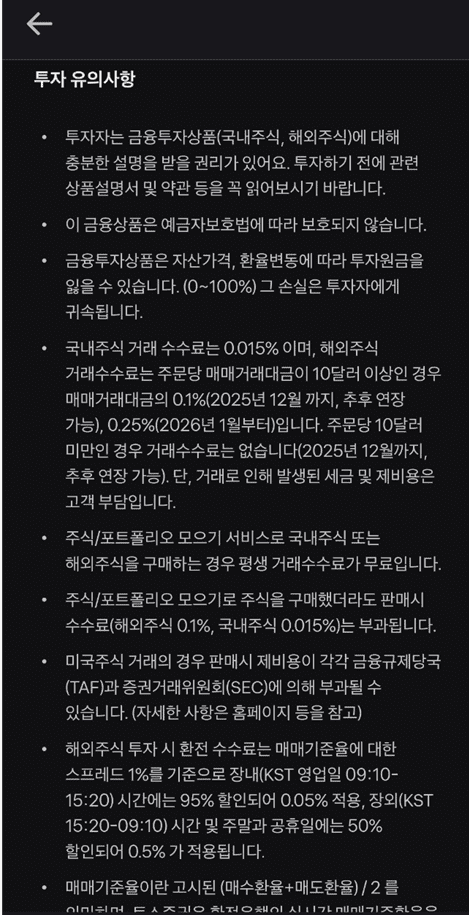 투자 유의사항
• 투자자는 금융투자상품(국내주식, 해외주식)에 대해
충분한 설명을 받을 권리가 있어요. 투자하기 전에 관련
상품설명서 및 약관 등을 꼭 읽어보시기 바랍니다.
• 이 금융상품은 예금자보호법에 따라 보호되지 않습니다.
• 금융투자상품은 자산가격, 환율변동에 따라 투자원금을
잃을 수 있습니다. (0~100%) 그 손실은 투자자에게
귀속됩니다.
• 국내주식 거래 수수료는 0.015% 이며, 해외주식
거래수수료는 주문당 매매거래대금이 10달러 이상인 경우
매매거래대금의 0.1%(2025년 12월 까지, 추후 연장
가능), 0.25%(2026년 1월부터)입니다. 주문당 10달러
미만인 경우 거래수수료는 없습니다(2025년 12월까지,
추후 연장 가능). 단, 거래로 인해 발생된 세금 및 제비용은
고객 부담입니다.
• 주식/포트폴리오 모으기 서비스로 국내주식 또는
해외주식을 구매하는 경우 평생 거래수수료가 무료입니다.
• 주식/포트폴리오 모으기로 주식을 구매했더라도 판매시
수수료(해외주식 0.1%, 국내주식 0.015%)는 부과됩니다.
• 미국주식 거래의 경우 판매시 제비용이 각각 금융규제당국
(TAF)과 증권거래위원회(SEC)에 의해 부과될 수
있습니다. (자세한 사항은 홈페이지 등을 참고)
• 해외주식 투자 시 환전 수수료는 매매기준율에 대한
스프레드 1%를 기준으로 장내(KST 영업일 09:10-
15:20) 시간에는 95% 할인되어 0.05% 적용, 장외(KST
15:20-09:10) 시간 및 주말과 공휴일에는 50%
할인되어 0.5% 가 적용됩니다.
• 매매기준율이란 고시된 (매수환율+매도환율) / 2 를
의미하며, 토스증권은 환전은행의 실시간 매매기준환율을